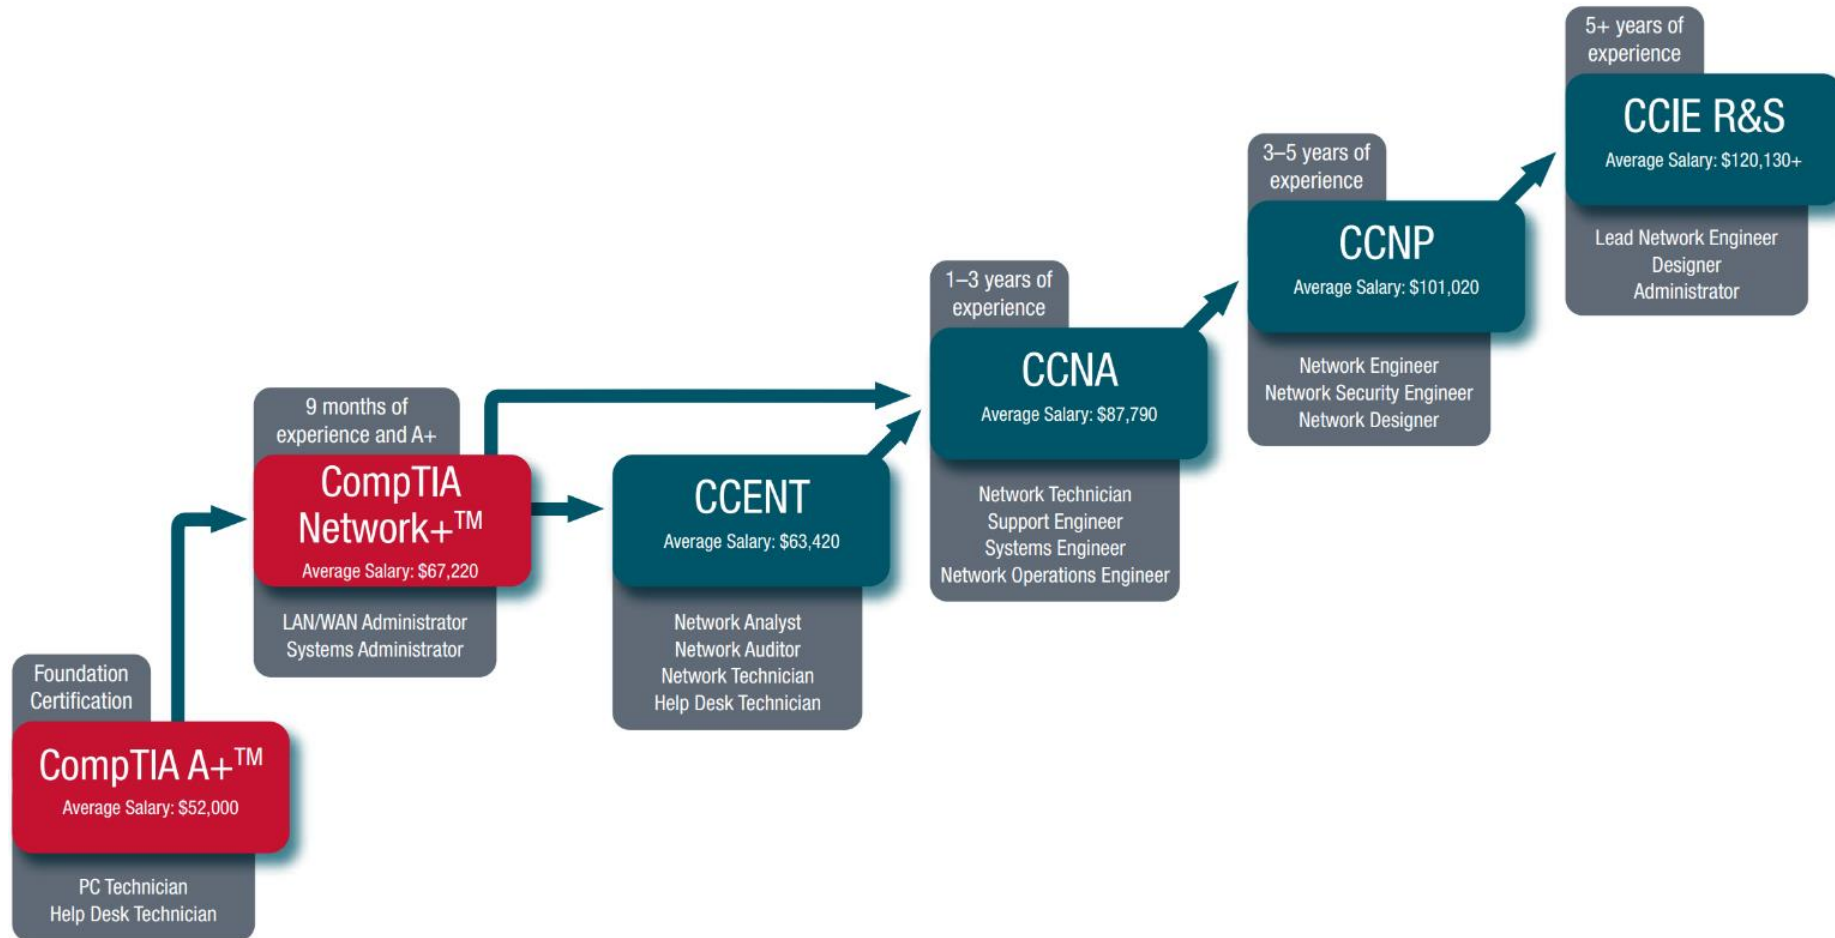 Foundation
Certification
CompTIA A+™
Average Salary: $52,000
PC Technician
Help Desk Technician
9 months of
experience and A+
CompTIA
Network+™
Average Salary: $67,220
LAN/WAN Administrator
Systems Administrator
CCENT
Average Salary: $63,420
Network Analyst
Network Auditor
Network Technician
Help Desk Technician
1–3 years of
experience
CCNA
Average Salary: $87,790
Network Technician
Support Engineer
Systems Engineer
Network Operations Engineer
3–5 years of
experience
CCNP
Average Salary: $101,020
Network Engineer
Network Security Engineer
Network Designer
5+ years of
experience
CCIE R&S
Average Salary: $120,130+
Lead Network Engineer
Designer
Administrator